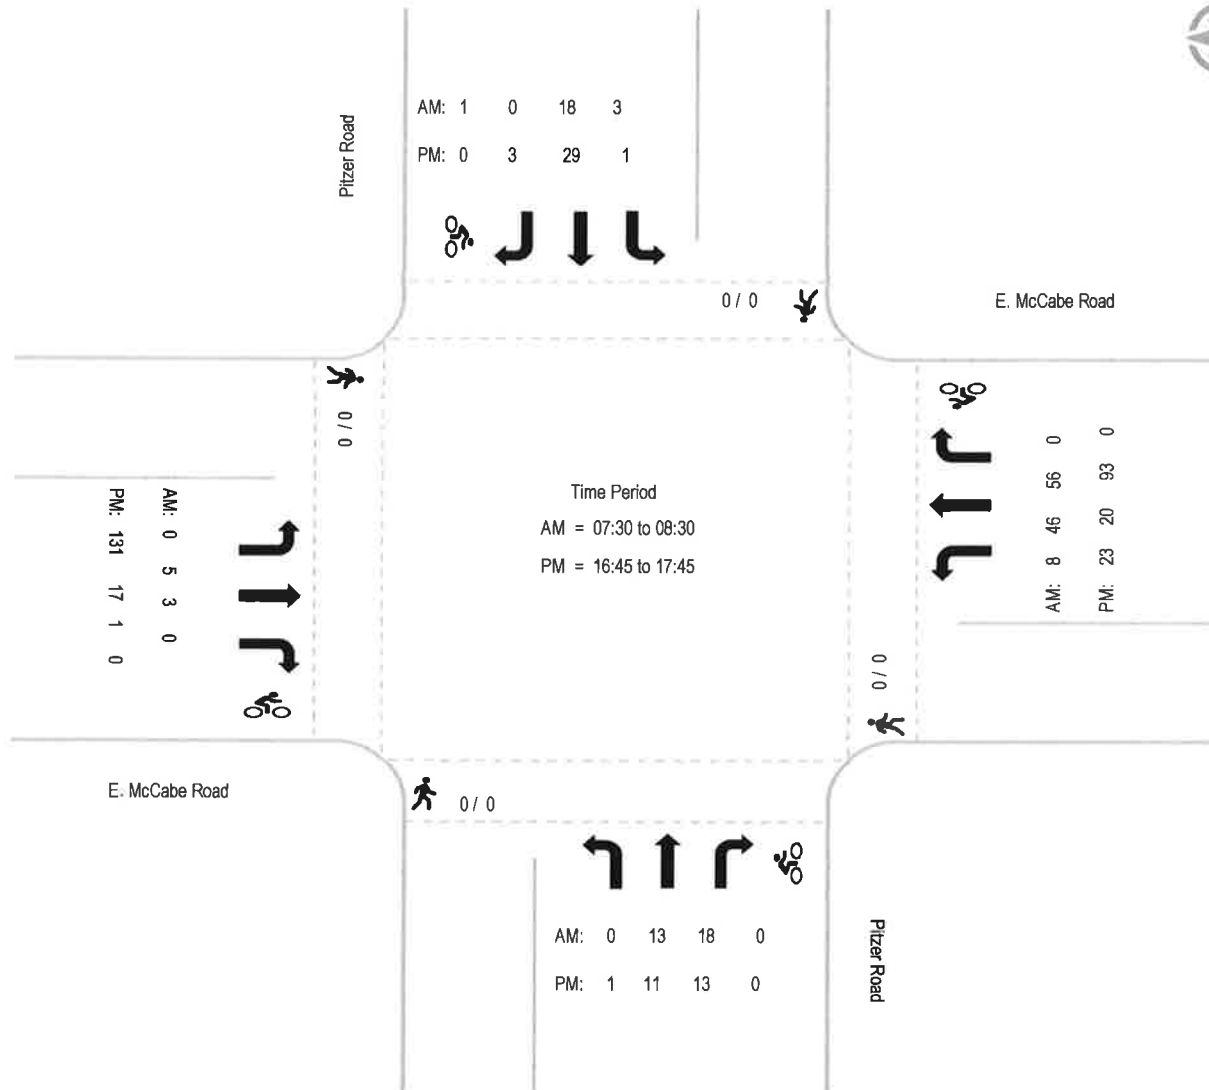 AM: 1 0 18 3
Pitzer Road
PM: 0 3 29 1
0 / 0
E. McCabe Road
0 / 0
AM: 8 46 56 0
PM: 23 20 93 0
Time Period
AM = 07:30 to 08:30
PM = 16:45 to 17:45
AM: 0 5 3 0
PM: 131 17 1 0
0 / 0
E. McCabe Road
0 / 0
AM: 0 13 18 0
PM: 1 11 13 0
Pitzer Road